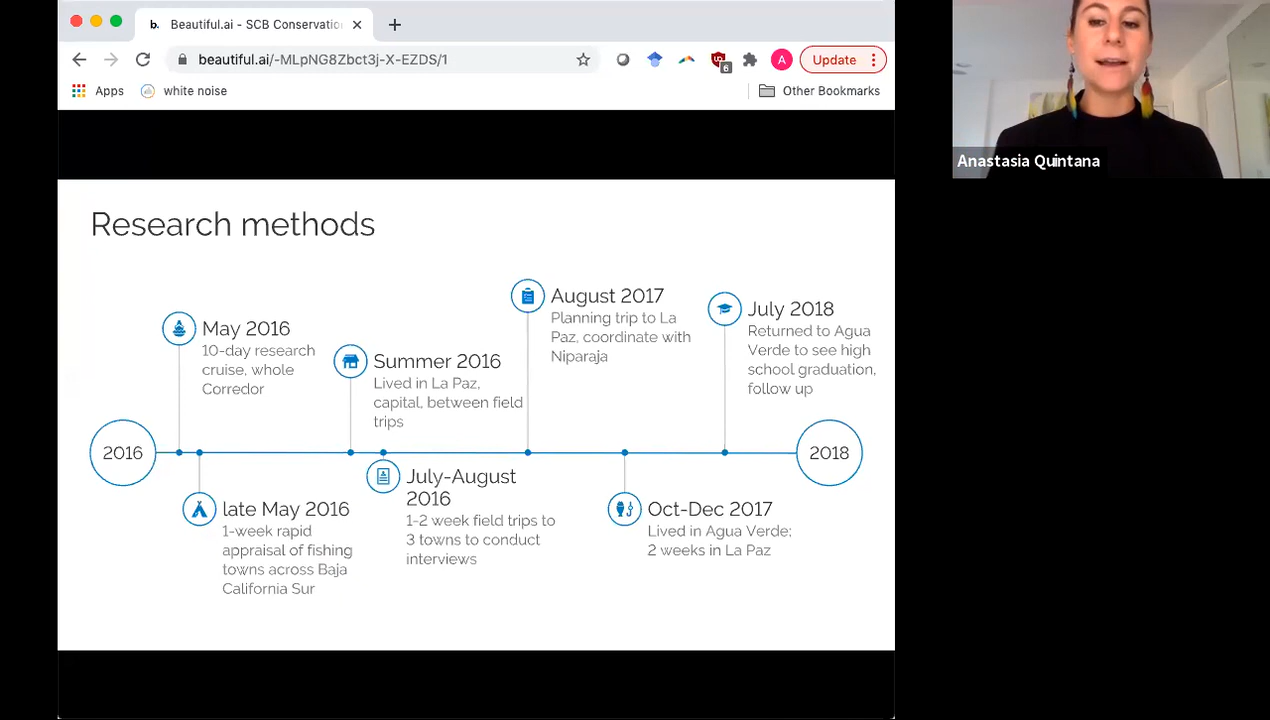 b. Beautiful.ai - SCB Conservatio
beautiful.ai/-MLpNG8Zbct3j-X-EZDS/1
6
A
Update
Apps
white noise
Other Bookmarks
Anastasia Quintana
Research methods
May 2016
10-day research
cruise, whole
Corredor
Summer 2016
Lived in La Paz,
capital, between field
trips
August 2017
Planning trip to La
Paz, coordinate with
Niparaja
July 2018
Returned to Agua
Verde to see high
school graduation,
follow up
2016
2018
late May 2016
1-week rapid
appraisal of fishing
towns across Baja
California Sur
July-August
2016
1-2 week field trips to
3 towns to conduct
interviews
Oct-Dec 2017
Lived in Agua Verde;
2 weeks in La Paz